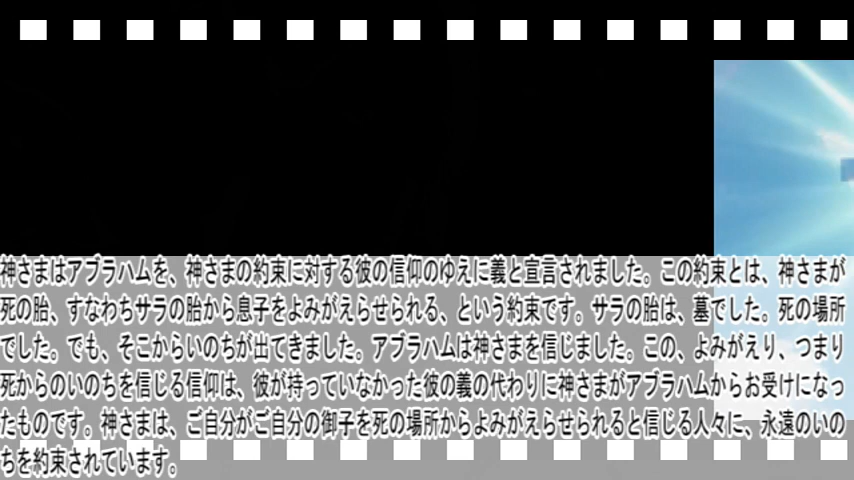 神さまはアブラハムを、神さまの約束に対する彼の信仰のゆえに義と宣言されました。この約束とは、神さまが
死の胎、すなわちサラの胎から息子をよみがえらせられる、という約束です。サラの胎は、墓でした。死の場所
でした。でも、そこからいのちが出てきました。アブラハムは神さまを信じました。この、よみがえり、つまり
死からのいのちを信じる信仰は、彼が持っていなかった彼の義の代わりに神さまがアブラハムからお受けになっ
たものです。神さまは、ご自分がご自分の御子を死の場所からよみがえらせられると信じる人々に、永遠のいの
ちを約束されています。